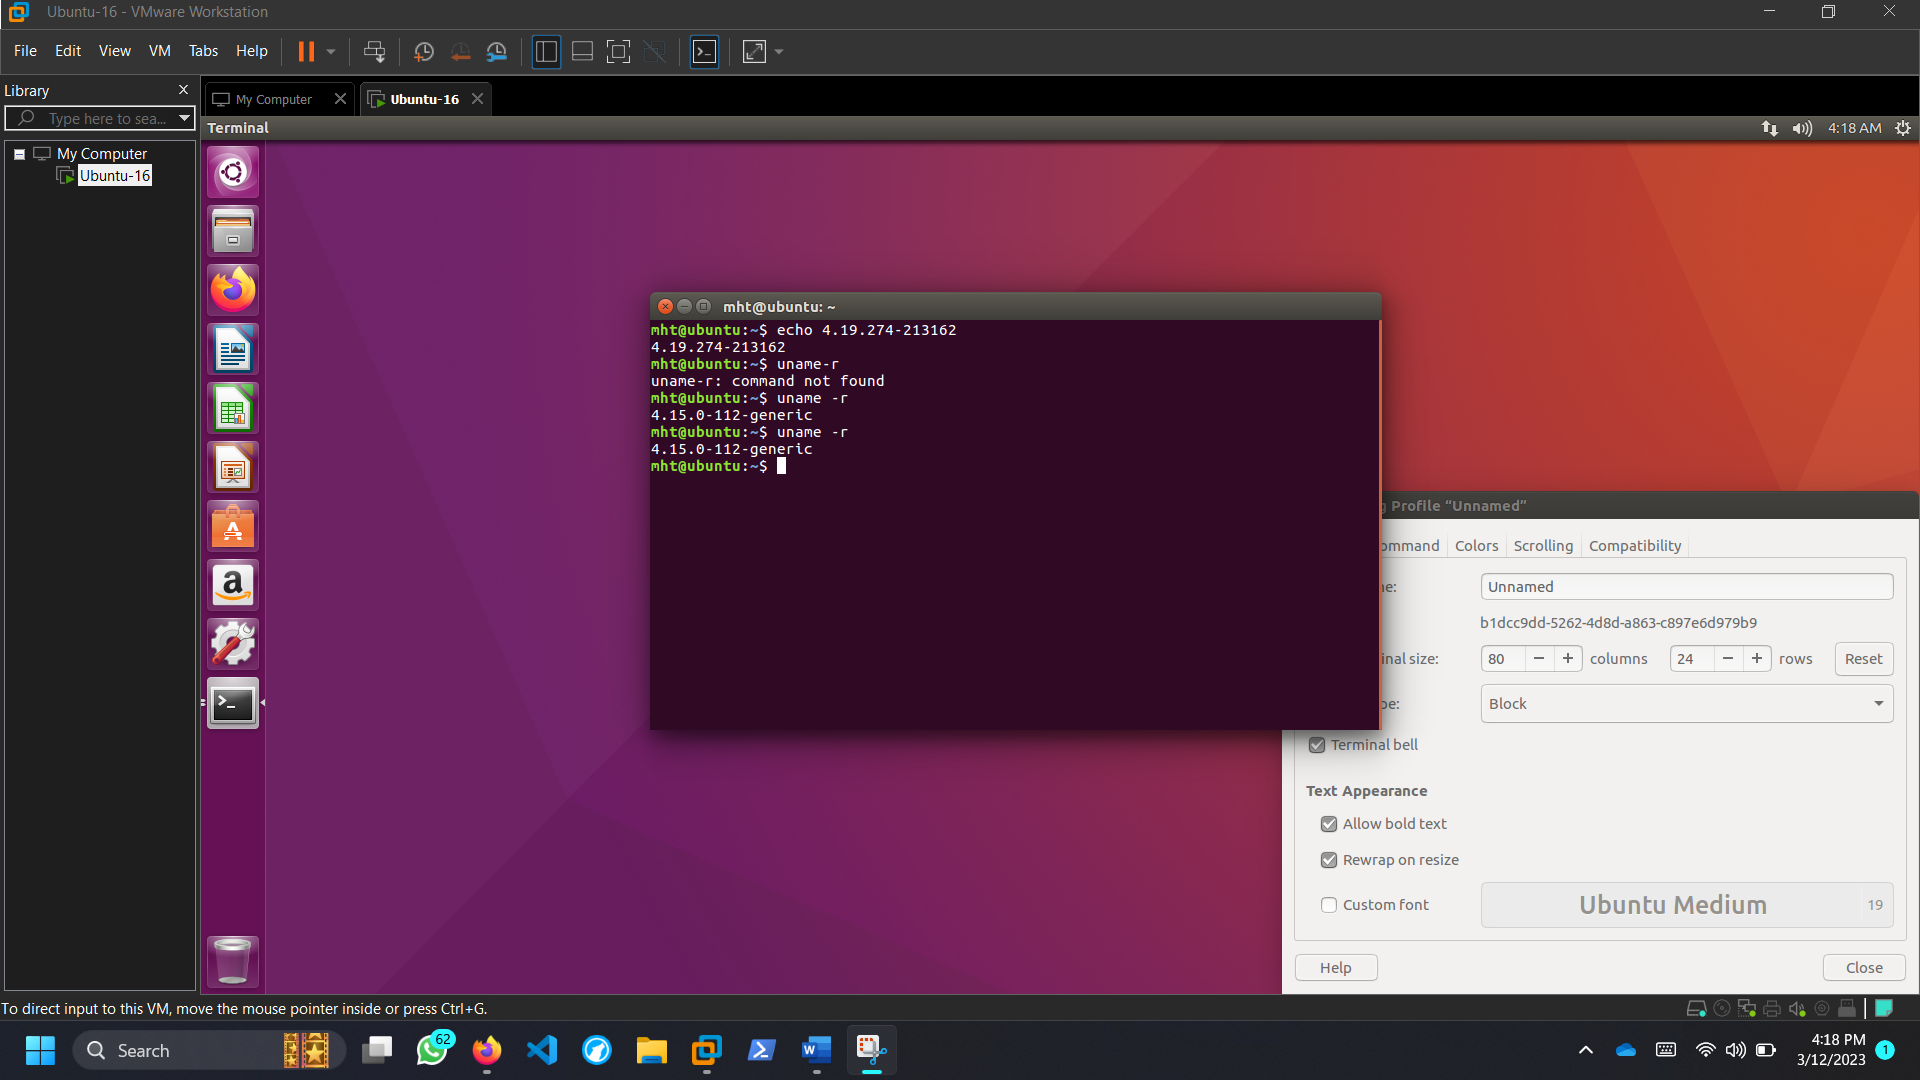 Ubuntu-16 - VMware Workstation
File Edit View VM Tabs Help
Library
Type here to sea...
My Computer
Ubuntu-16
My Computer
Ubuntu-16
Terminal
4:18 AM
mht@ubuntu: ~
mht@ubuntu:~$ echo 4.19.274-213162
4.19.274-213162
mht@ubuntu:~$ uname-r
uname-r: command not found
mht@ubuntu:~$ uname -r
4.15.0-112-generic
mht@ubuntu:~$ uname -r
4.15.0-112-generic
mht@ubuntu:~$
g Profile “Unnamed”
ommand Colors Scrolling Compatibility
ne: Unnamed
b1dcc9dd-5262-4d8d-a863-c897e6d979b9
inal size: 80 columns 24 rows Reset
pe: Block
Terminal bell
Text Appearance
Allow bold text
Rewrap on resize
Custom font Ubuntu Medium 19
Help Close
To direct input to this VM, move the mouse pointer inside or press Ctrl+G.
Search
62
4:18 PM
3/12/2023
1